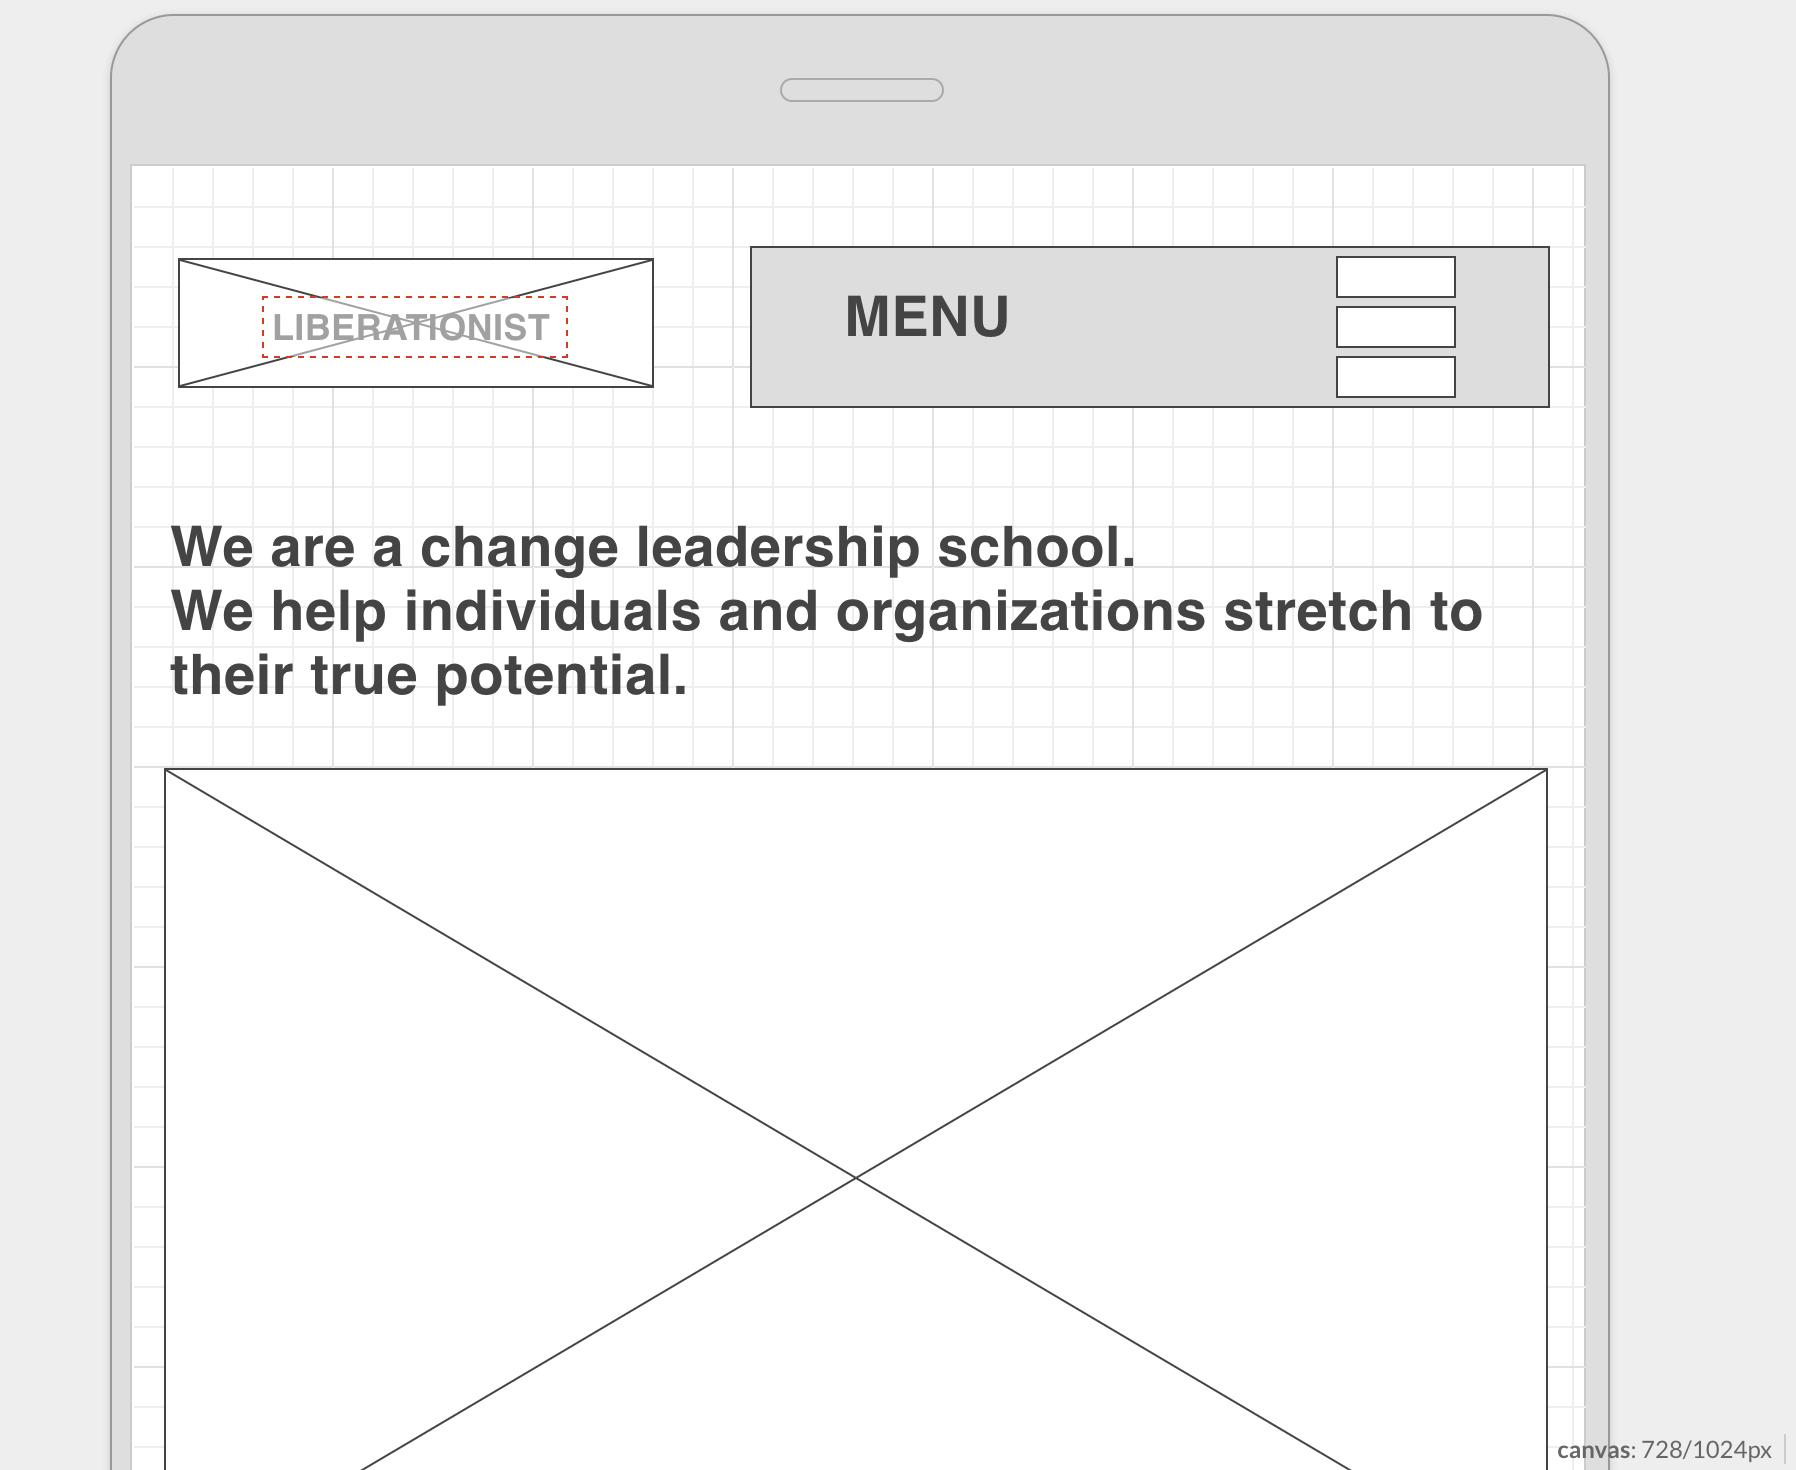 LIBERATIONIST
MENU
We are a change leadership school.
We help individuals and organizations stretch to
their true potential.
canvas: 728/1024px